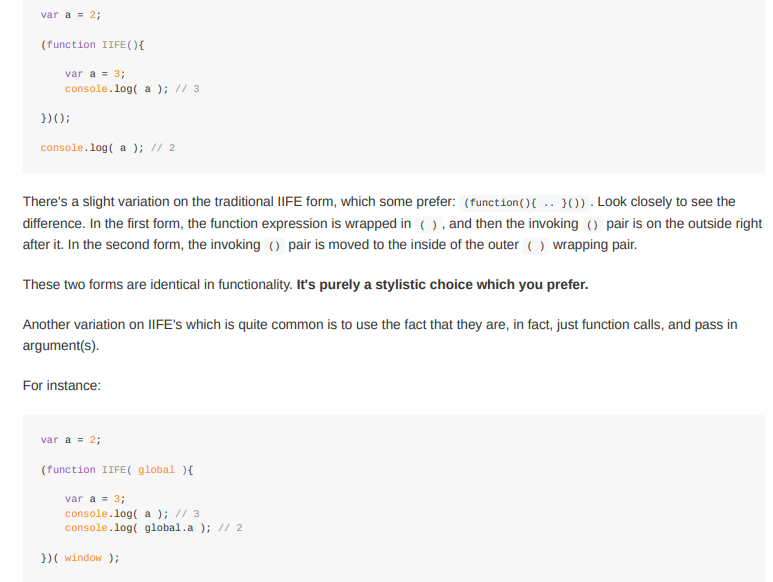 var a = 2;
(function IIFE(){
var a = 3;
console.log( a ); // 3
})();
console.log( a ); // 2
There's a slight variation on the traditional IIFE form, which some prefer: (function(){ .. }()) . Look closely to see the
difference. In the first form, the function expression is wrapped in ( ) , and then the invoking () pair is on the outside right
after it. In the second form, the invoking () pair is moved to the inside of the outer ( ) wrapping pair.
These two forms are identical in functionality. It's purely a stylistic choice which you prefer.
Another variation on IIFE's which is quite common is to use the fact that they are, in fact, just function calls, and pass in
argument(s).
For instance:
var a = 2;
(function IIFE( global ){
var a = 3;
console.log( a ); // 3
console.log( global.a ); // 2
})( window );